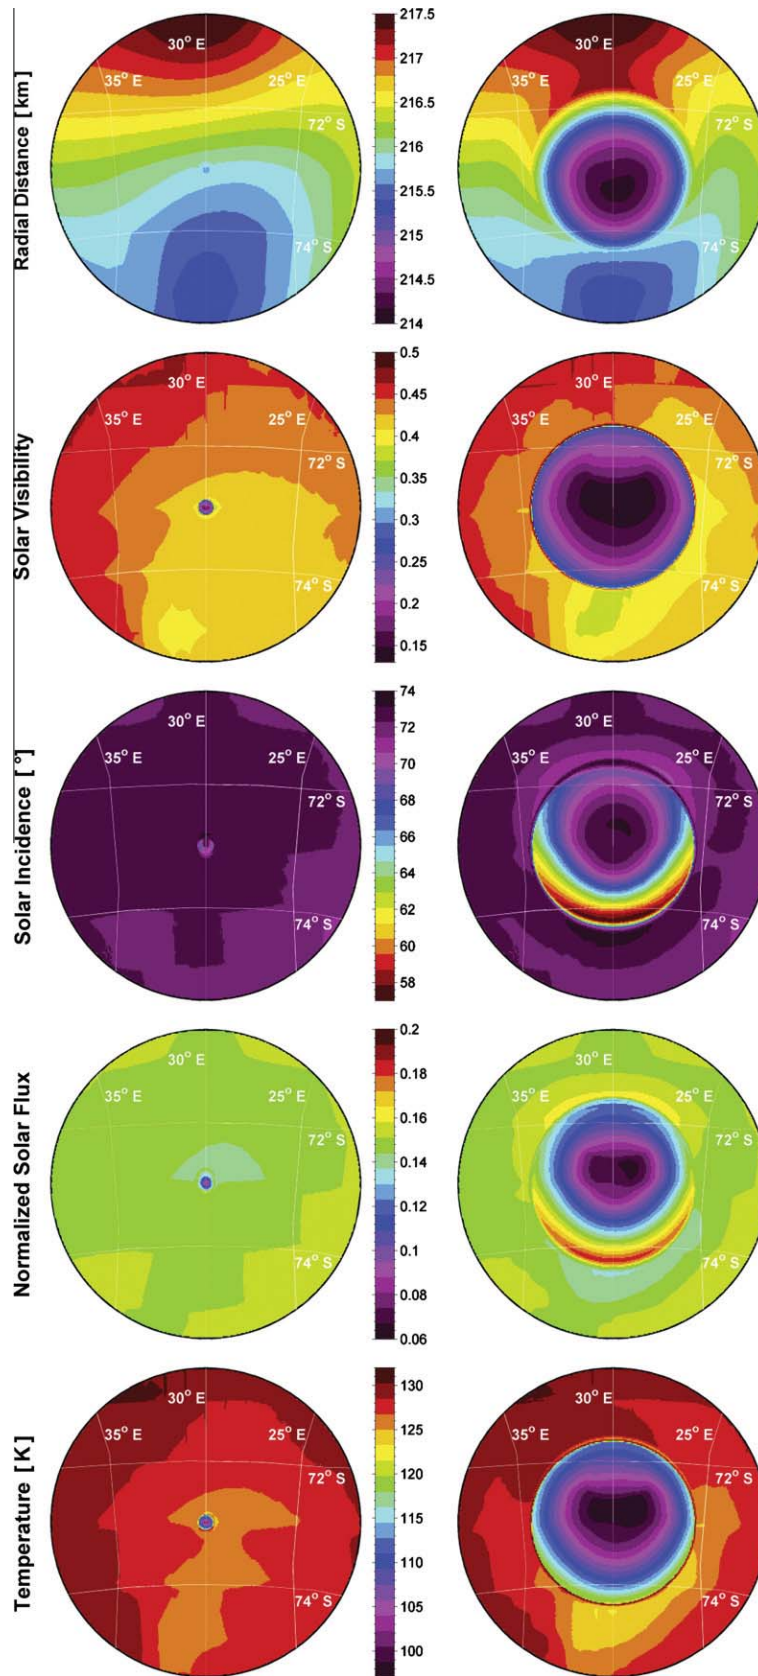 Radial Distance [km]
30° E
35° E
25° E
72° S
74° S
217.5
217
216.5
216
215.5
215
214.5
214
30° E
35° E
25° E
72° S
74° S
Solar Visibility
30° E
35° E
25° E
72° S
74° S
0.5
0.45
0.4
0.35
0.3
0.25
0.2
0.15
30° E
35° E
25° E
72° S
74° S
Solar Incidence [°]
30° E
35° E
25° E
72° S
74° S
74
72
70
68
66
64
62
60
58
30° E
35° E
25° E
72° S
74° S
Normalized Solar Flux
30° E
35° E
25° E
72° S
74° S
0.2
0.18
0.16
0.14
0.12
0.1
0.08
0.06
30° E
35° E
25° E
72° S
74° S
Temperature [K]
30° E
35° E
25° E
72° S
74° S
130
125
120
115
110
105
100
30° E
35° E
25° E
72° S
74° S